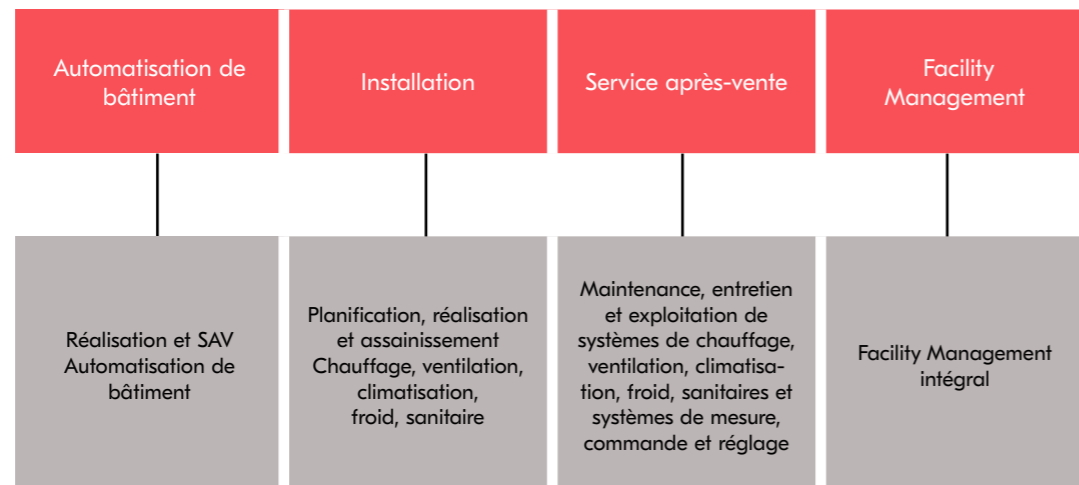 Automatisation de
bâtiment
Installation
Service après-vente
Facility
Management
Réalisation et SAV
Automatisation de
bâtiment
Planification, réalisation
et assainissement
Chauffage, ventilation,
climatisation,
froid, sanitaire
Maintenance, entretien
et exploitation de
systèmes de chauffage,
ventilation, climatisa-
tion, froid, sanitaires et
systèmes de mesure,
commande et réglage
Facility Management
intégral